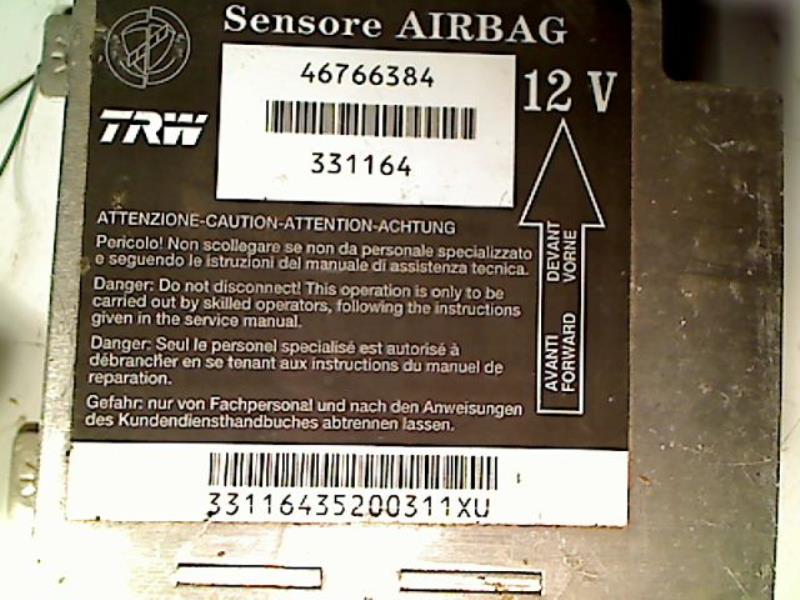 Sensore AIRBAG
46766384
12 V
TRW
331164
ATTENZIONE-CAUTION-ATTENTION-ACHTUNG
Pericolo! Non scollegare se non da personale specializzato
e seguendo le istruzioni del manuale di assistenza tecnica.
Danger: Do not disconnect! This operation is only to be
carried out by skilled operators, following the instructions
given in the service manual.
Danger: Seul le personel specialisé est autorisé à
débrancher en se tenant aux instructions du manuel de
reparation.
Gefahr: nur von Fachpersonal und nach den Anweisungen
des Kundendiensthandbuches abtrennen lassen.
AVANTI DEVANT
FORWARD VORNE
33116435200311XU